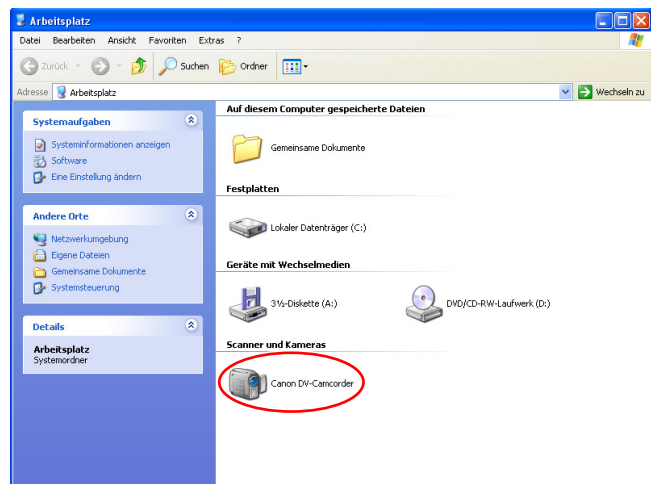 Arbeitsplatz
Datei Bearbeiten Ansicht Favoriten Extras ?
Zurück Suchen Ordner
Adresse Arbeitsplatz Wechseln zu
Systemaufgaben
Systeminformationen anzeigen
Software
Eine Einstellung ändern
Andere Orte
Netzwerkumgebung
Eigene Dateien
Gemeinsame Dokumente
Systemsteuerung
Details
Arbeitsplatz
Systemordner
Auf diesem Computer gespeicherte Dateien
Gemeinsame Dokumente
Festplatten
Lokaler Datenträger (C:)
Geräte mit Wechselmedien
3½-Diskette (A:) DVD/CD-RW-Laufwerk (D:)
Scanner und Kameras
Canon DV-Camcorder